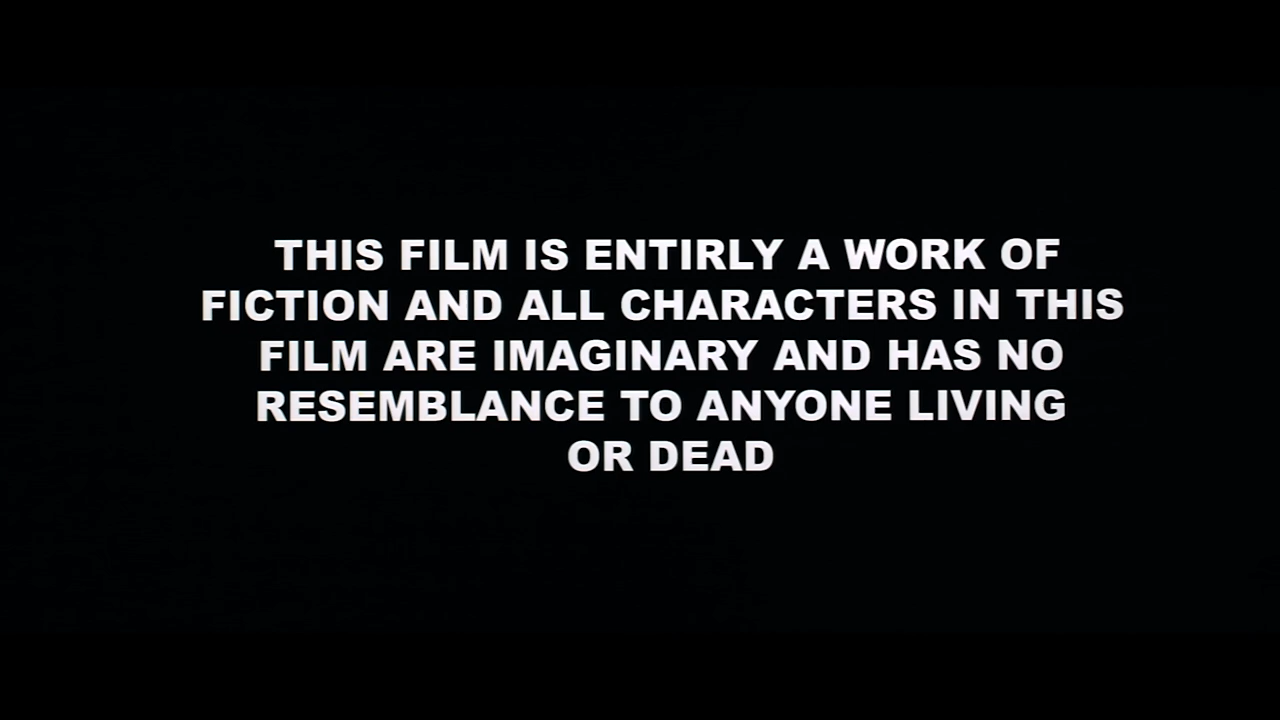 THIS FILM IS ENTIRLY A WORK OF
FICTION AND ALL CHARACTERS IN THIS
FILM ARE IMAGINARY AND HAS NO
RESEMBLANCE TO ANYONE LIVING
OR DEAD